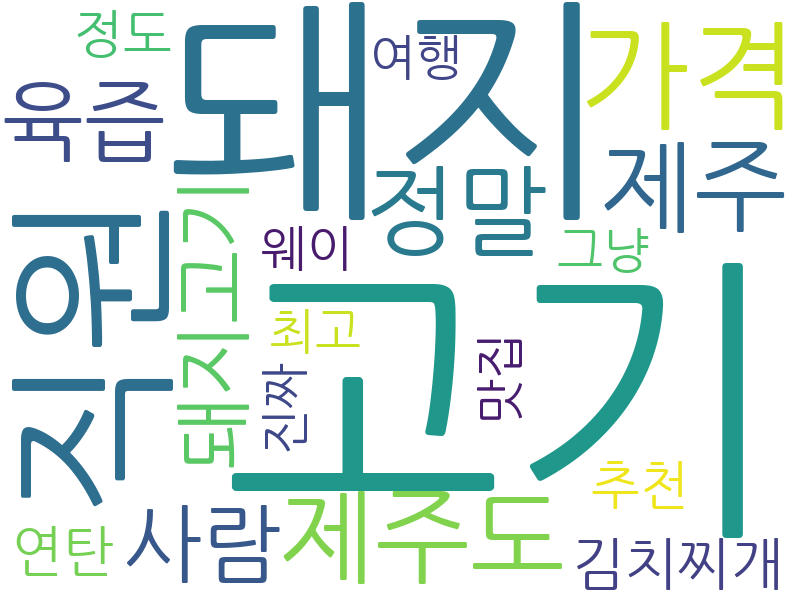 정도
여행
돼지
가격
육즙
제주
정말
직원
돼지고기
웨이
그냥
고기
최고
맛집
진짜
추천
제주도
사람
연탄
김치찌개